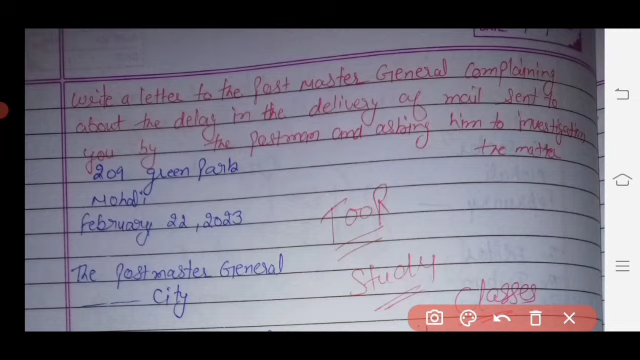 Write a letter to the Post Master General Complaining
about the delay in the delivery of mail sent to
you by the Postman and asking him to investigation
the matter
209 Green Park
Mohali
February 22, 2023
The Postmaster General
City
Toor
Study
Classes